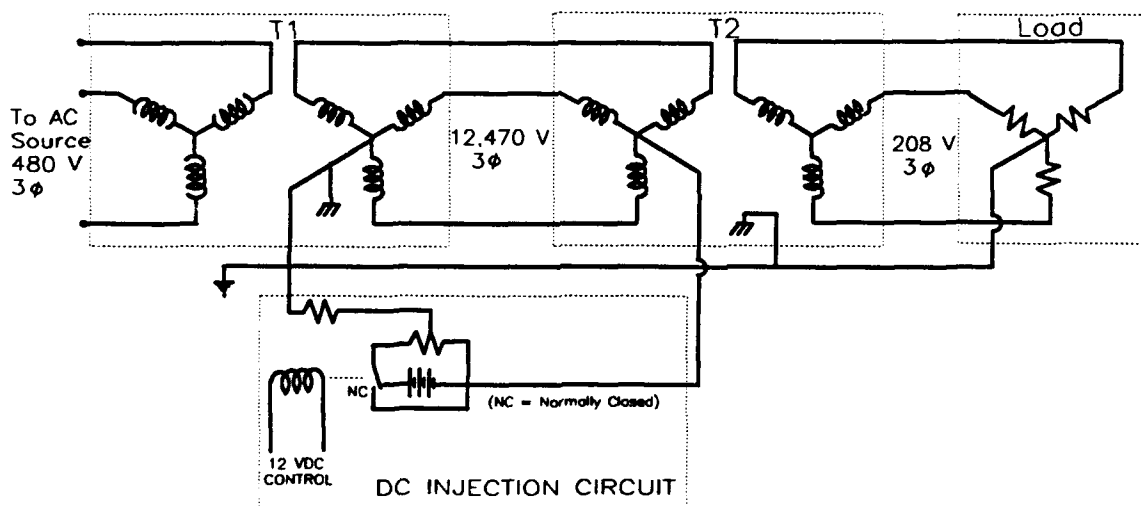 T1
T2
Load
To AC
Source
480 V
3ϕ
12,470 V
3ϕ
208 V
3ϕ
NC
(NC = Normally Closed)
12 VDC
CONTROL
DC INJECTION CIRCUIT